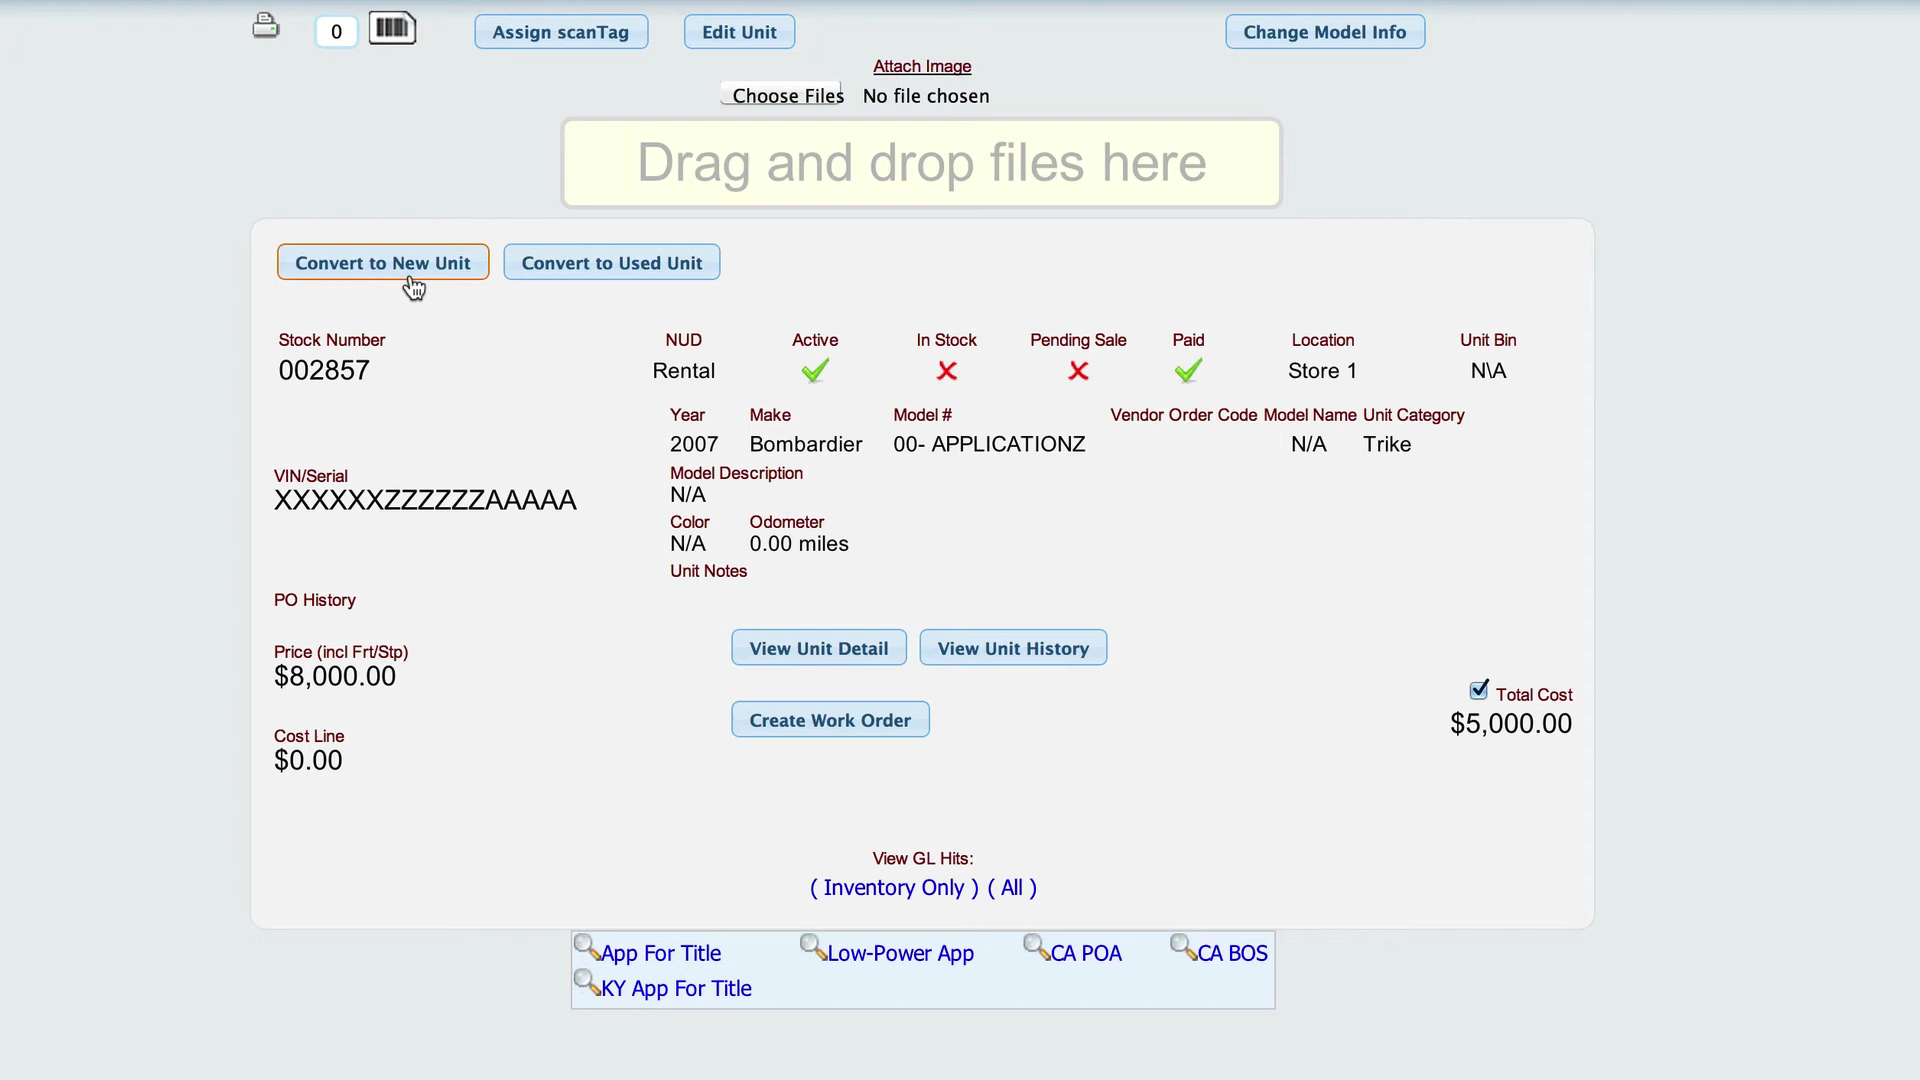 0
Assign scanTag
Edit Unit
Change Model Info
Attach Image
Choose Files No file chosen
Drag and drop files here
Convert to New Unit
Convert to Used Unit
Stock Number NUD Active In Stock Pending Sale Paid Location Unit Bin
002857 Rental Store 1 N\A
Year Make Model # Vendor Order Code Model Name Unit Category
2007 Bombardier 00- APPLICATIONZ N/A Trike
VIN/Serial
XXXXXXZZZZZZAAAAA
Model Description
N/A
Color Odometer
N/A 0.00 miles
Unit Notes
PO History
Price (incl Frt/Stp)
$8,000.00
View Unit Detail
View Unit History
Total Cost
$5,000.00
Create Work Order
Cost Line
$0.00
View GL Hits:
( Inventory Only ) ( All )
App For Title Low-Power App CA POA CA BOS
KY App For Title